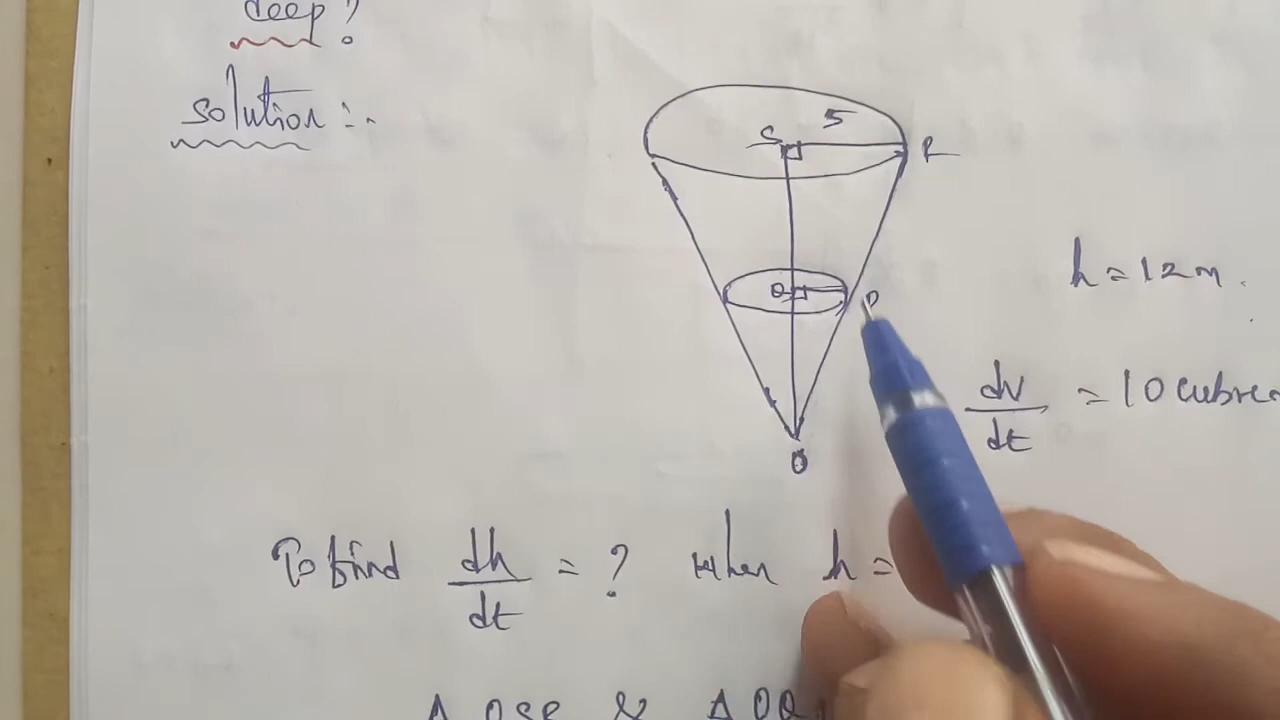 deep?
solution :-
S 5 R
h = 12m.
Q P
dv/dt = 10 cubic
O
To find dh/dt = ? when h =
Δ OSR & Δ OQ